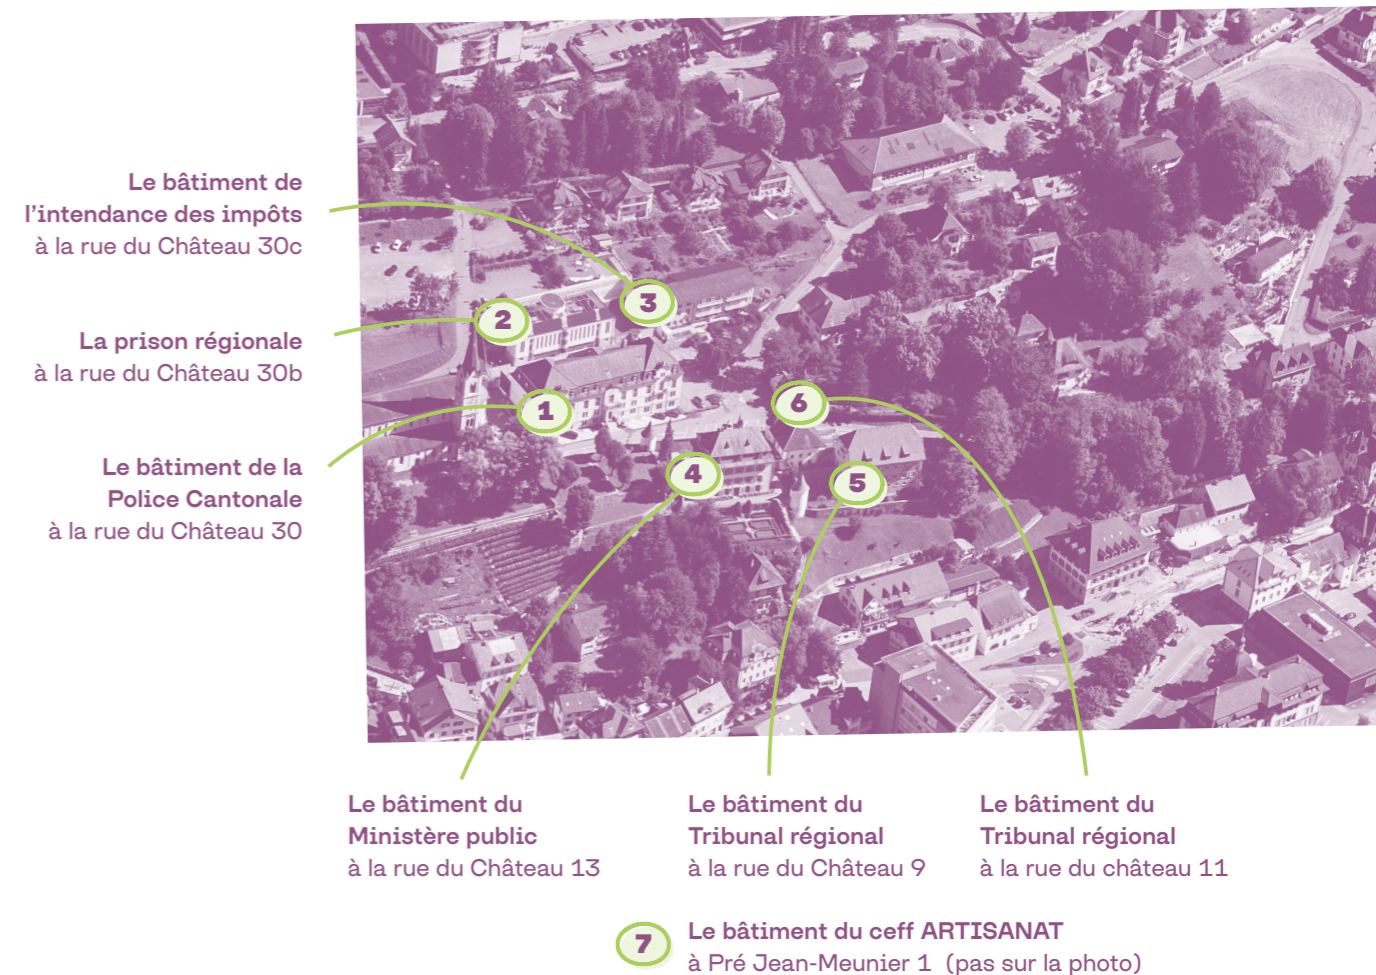 Le bâtiment de
l'intendance des impôts
à la rue du Château 30c
La prison régionale
à la rue du Château 30b
Le bâtiment de la
Police Cantonale
à la rue du Château 30
2
3
1
6
4
5
Le bâtiment du
Ministère public
à la rue du Château 13
Le bâtiment du
Tribunal régional
à la rue du Château 9
Le bâtiment du
Tribunal régional
à la rue du château 11
7
Le bâtiment du ceff ARTISANAT
à Pré Jean-Meunier 1 (pas sur la photo)